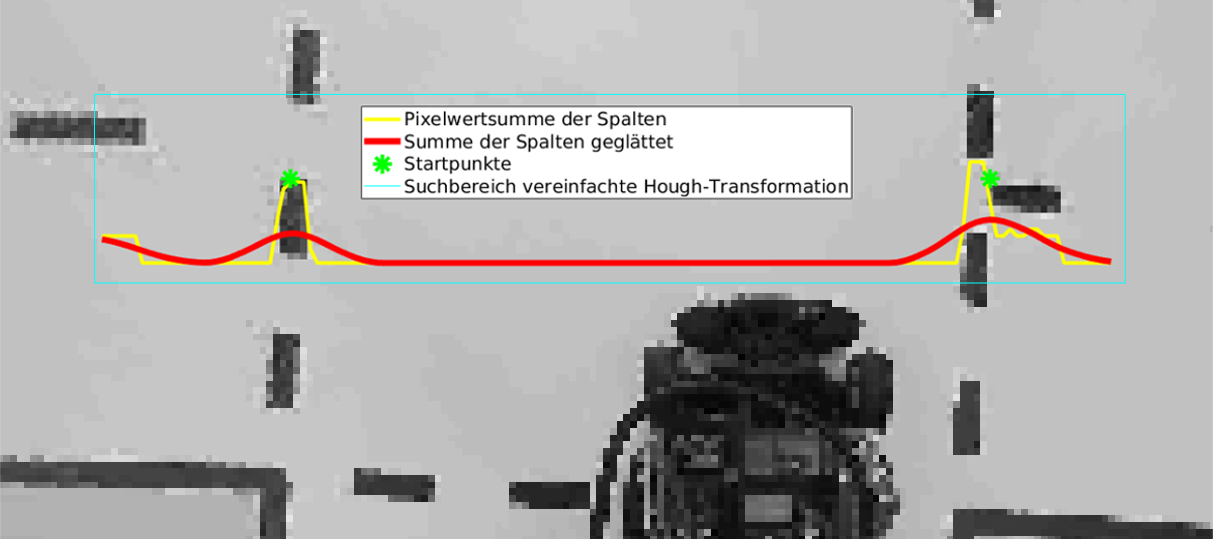 Pixelwertsumme der Spalten
Summe der Spalten geglättet
Startpunkte
Suchbereich vereinfachte Hough-Transformation